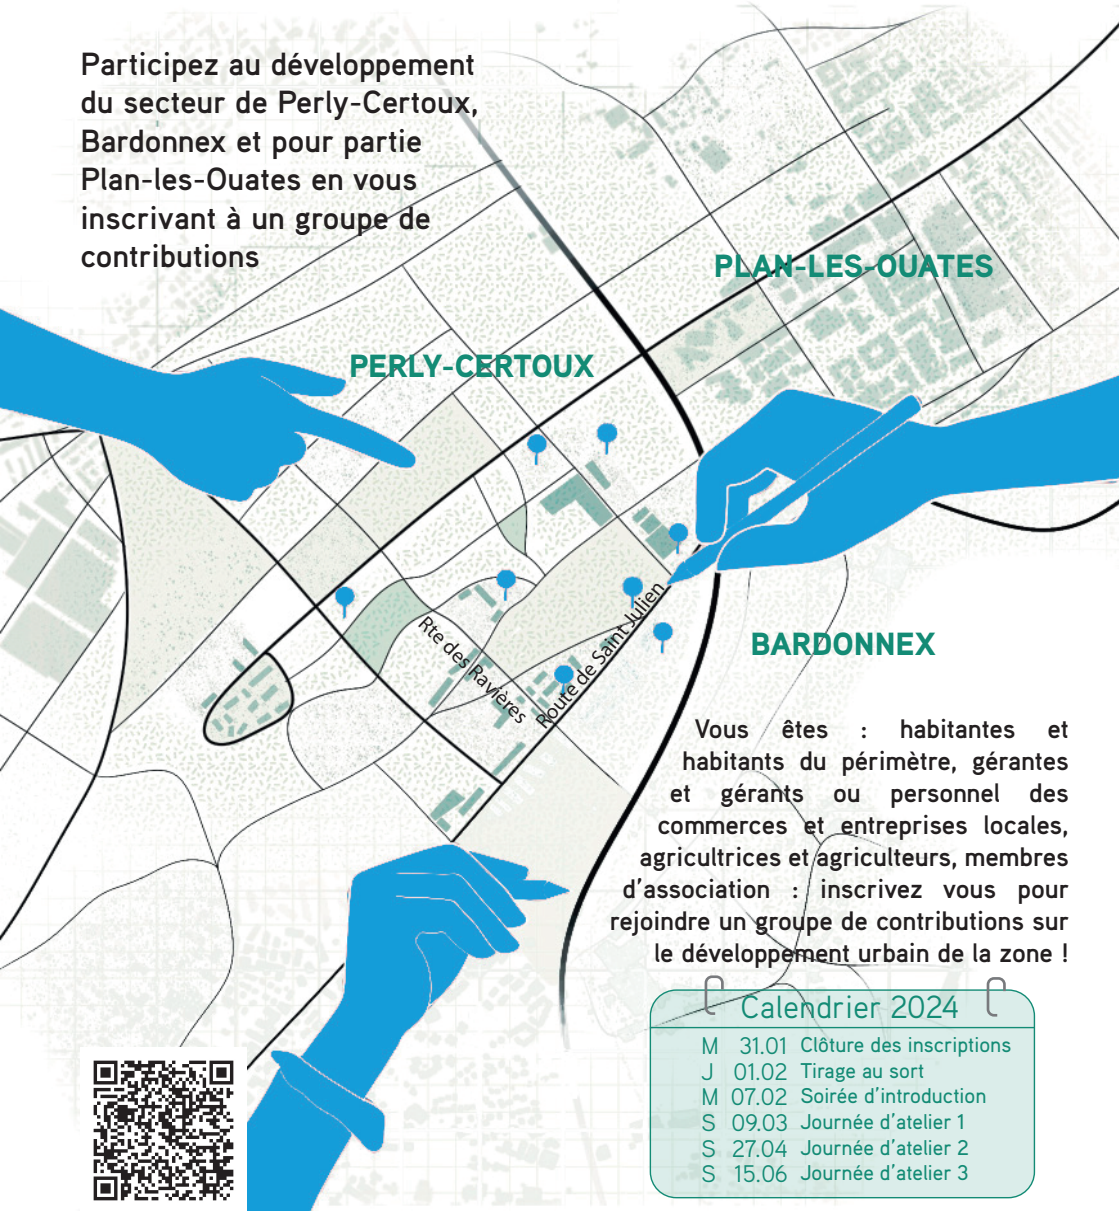 Participez au développement
du secteur de Perly-Certoux,
Bardonnex et pour partie
Plan-les-Ouates en vous
inscrivant à un groupe de
contributions
PLAN-LES-OUATES
PERLY-CERTOUX
Rte des Ravières
Route de Saint Julien
BARDONNEX
Vous êtes : habitantes et
habitants du périmètre, gérantes
et gérants ou personnel des
commerces et entreprises locales,
agricultrices et agriculteurs, membres
d'association : inscrivez vous pour
rejoindre un groupe de contributions sur
le développement urbain de la zone !
Calendrier 2024
M 31.01 Clôture des inscriptions
J 01.02 Tirage au sort
M 07.02 Soirée d'introduction
S 09.03 Journée d'atelier 1
S 27.04 Journée d'atelier 2
S 15.06 Journée d'atelier 3